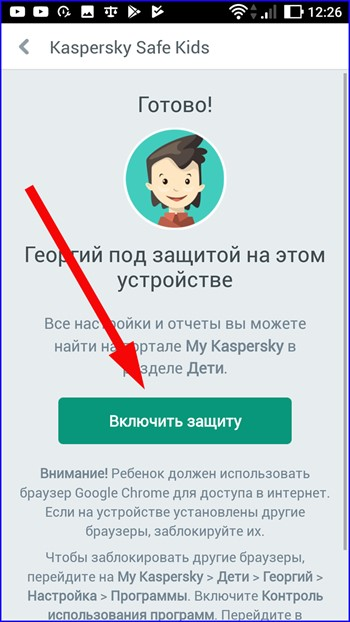 12:26
Kaspersky Safe Kids
Готово!
Георгий под защитой на этом
устройстве
Все настройки и отчеты вы можете
найти на портале My Kaspersky в
разделе Дети.
Включить защиту
Внимание! Ребенок должен использовать
браузер Google Chrome для доступа в интернет.
Если на устройстве установлены другие
браузеры, заблокируйте их.
Чтобы заблокировать другие браузеры,
перейдите на My Kaspersky > Дети > Георгий >
Настройка > Программы. Включите Контроль
использования программ. Перейдите в